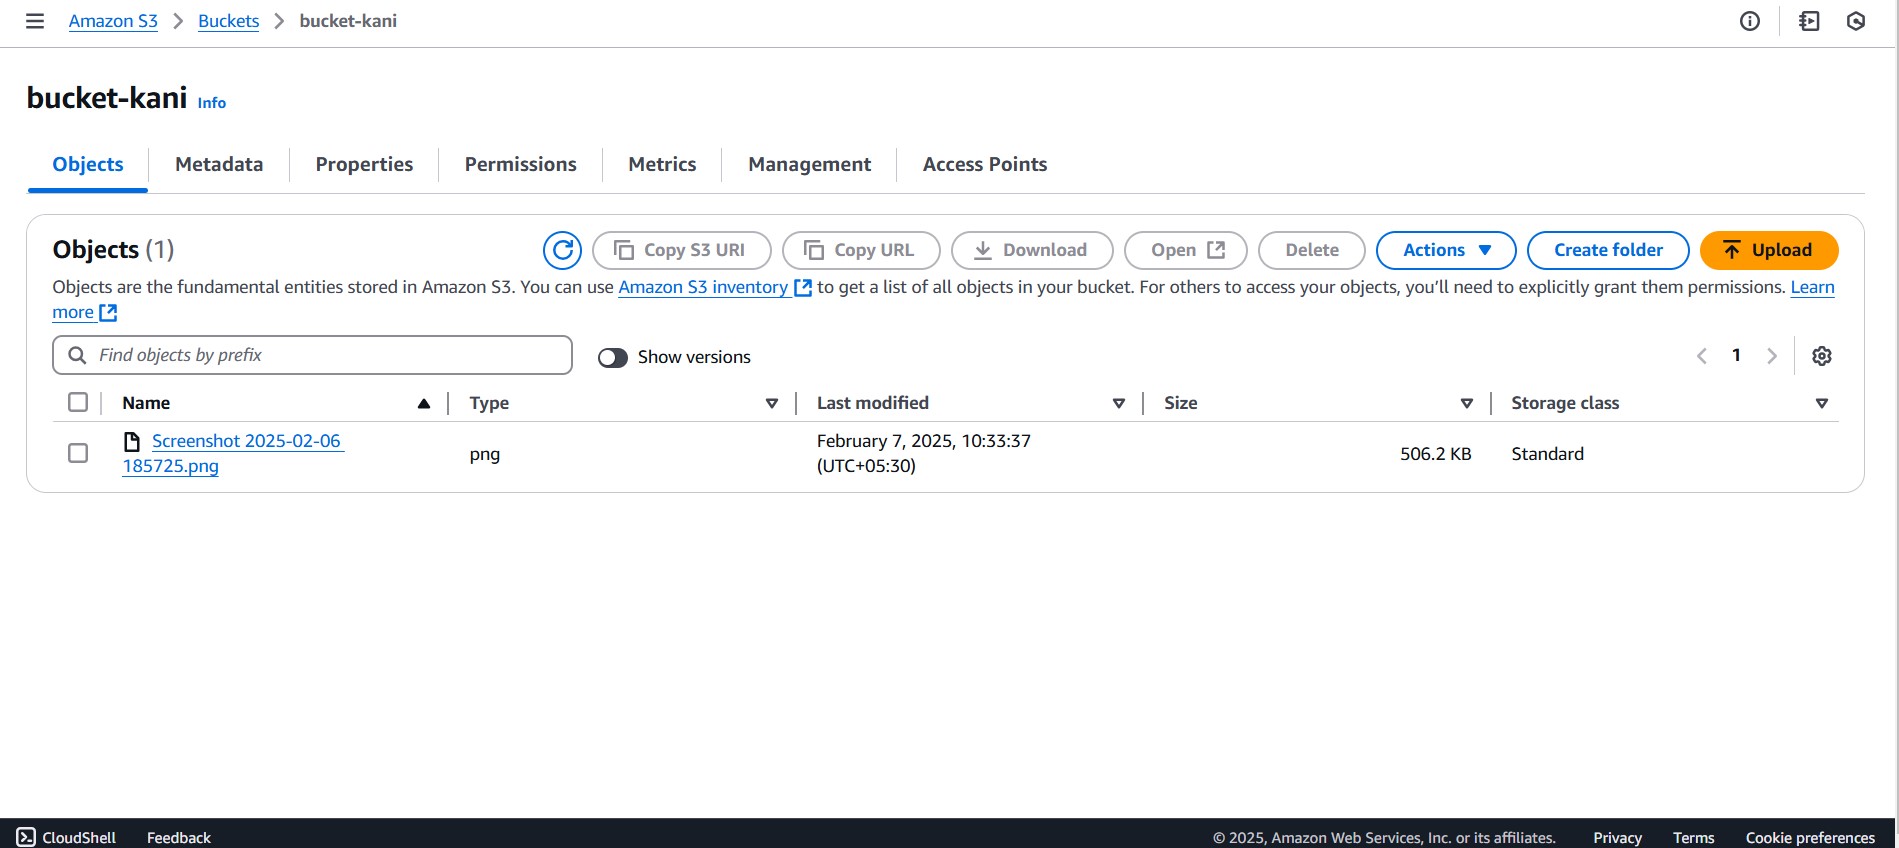 Amazon S3 > Buckets > bucket-kani
bucket-kani Info
Objects Metadata Properties Permissions Metrics Management Access Points
Objects (1) Copy S3 URI Copy URL Download Open Delete Actions Create folder Upload
Objects are the fundamental entities stored in Amazon S3. You can use Amazon S3 inventory to get a list of all objects in your bucket. For others to access your objects, you’ll need to explicitly grant them permissions. Learn
more
Find objects by prefix Show versions 1
Name Type Last modified Size Storage class
Screenshot 2025-02-06 February 7, 2025, 10:33:37
png 506.2 KB Standard
185725.png (UTC+05:30)
CloudShell Feedback © 2025, Amazon Web Services, Inc. or its affiliates. Privacy Terms Cookie preferences